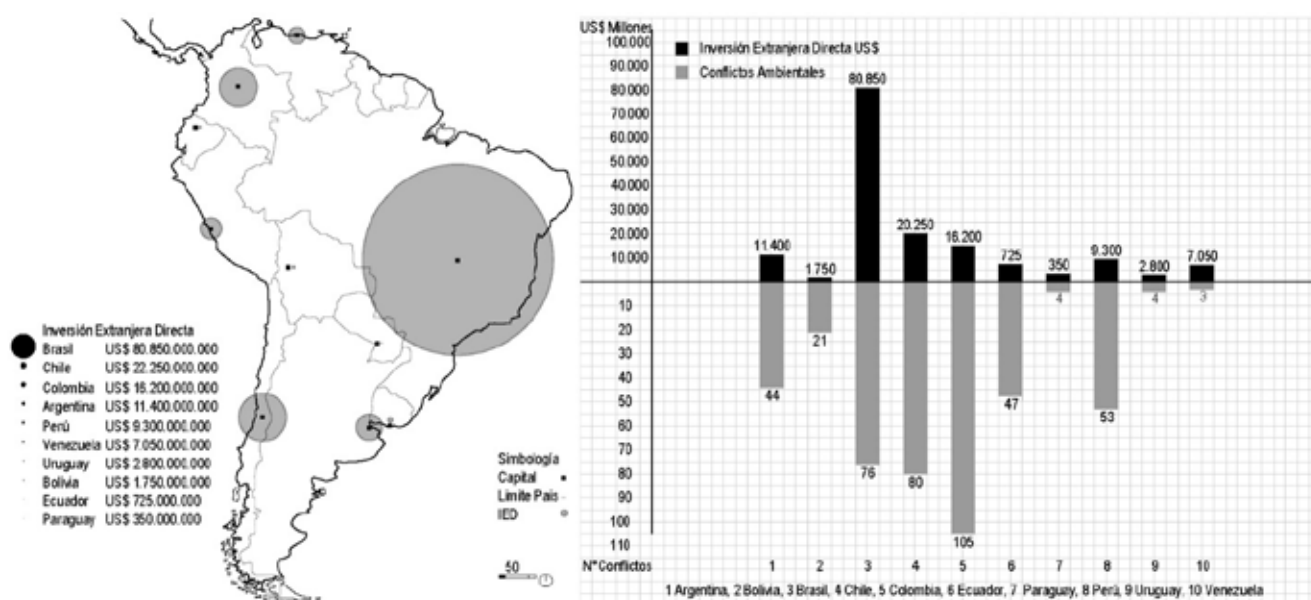 Inversión Extranjera Directa
Brasil US$ 80.850.000.000
Chile US$ 22.250.000.000
Colombia US$ 16.200.000.000
Argentina US$ 11.400.000.000
Perú US$ 9.300.000.000
Venezuela US$ 7.050.000.000
Uruguay US$ 2.800.000.000
Bolivia US$ 1.750.000.000
Ecuador US$ 725.000.000
Paraguay US$ 350.000.000
Simbología
Capital
Limite País
IED
50
US$ Millones
100.000
90.000
80.000
70.000
60.000
50.000
40.000
30.000
20.000
10.000
10
20
30
40
50
60
70
80
90
100
110
Inversión Extranjera Directa US$
Conflictos Ambientales
11.400
1.750
80.850
20.250
16.200
725
350
9.300
2.800
7.050
44
21
76
80
105
47
4
53
4
3
N°Conflictos 1 2 3 4 5 6 7 8 9 10
1 Argentina, 2 Bolivia, 3 Brasil, 4 Chile, 5 Colombia, 6 Ecuador, 7 Paraguay, 8 Perú, 9 Uruguay, 10 Venezuela